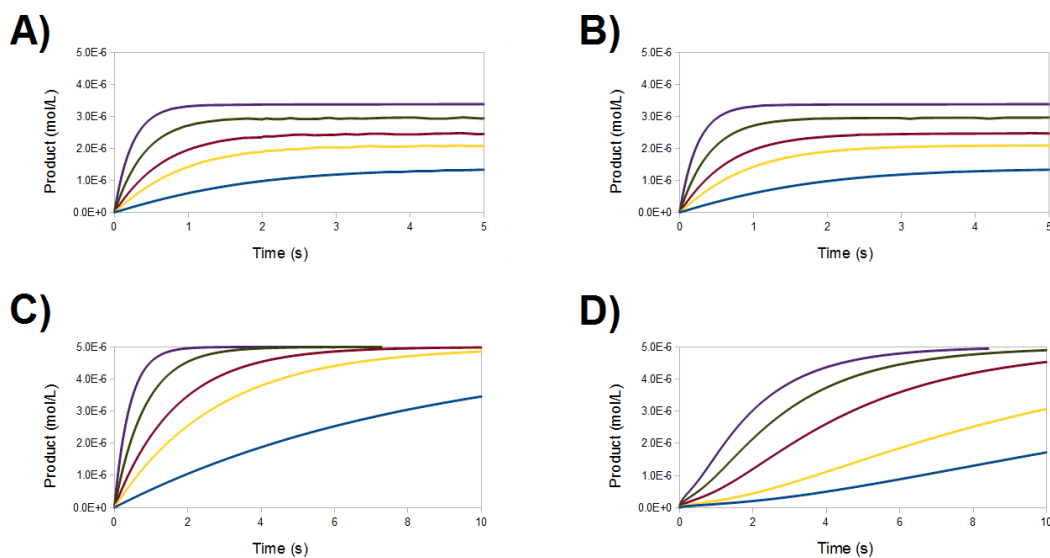 A)
Product (mol/L)
5.0E-6
4.0E-6
3.0E-6
2.0E-6
1.0E-6
0.0E+0
0 1 2 3 4 5
Time (s)
B)
Product (mol/L)
5.0E-6
4.0E-6
3.0E-6
2.0E-6
1.0E-6
0.0E+0
0 1 2 3 4 5
Time (s)
C)
Product (mol/L)
5.0E-6
4.0E-6
3.0E-6
2.0E-6
1.0E-6
0.0E+0
0 2 4 6 8 10
Time (s)
D)
Product (mol/L)
5.0E-6
4.0E-6
3.0E-6
2.0E-6
1.0E-6
0.0E+0
0 2 4 6 8 10
Time (s)